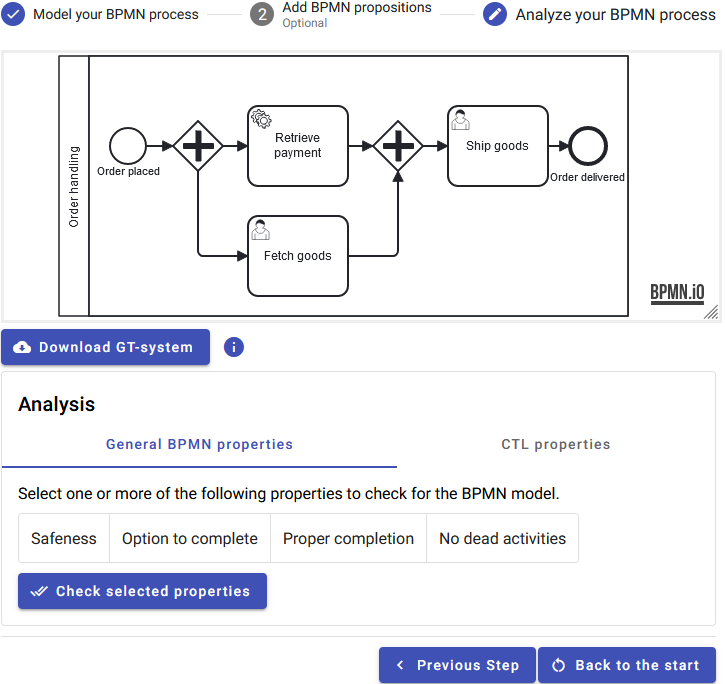 Model your BPMN process
2
Add BPMN propositions
Optional
Analyze your BPMN process
Order handling
Order placed
Retrieve
payment
Fetch goods
Ship goods
Order delivered
BPMN.iO
Download GT-system
i
Analysis
General BPMN properties
CTL properties
Select one or more of the following properties to check for the BPMN model.
Safeness
Option to complete
Proper completion
No dead activities
Check selected properties
Previous Step
Back to the start